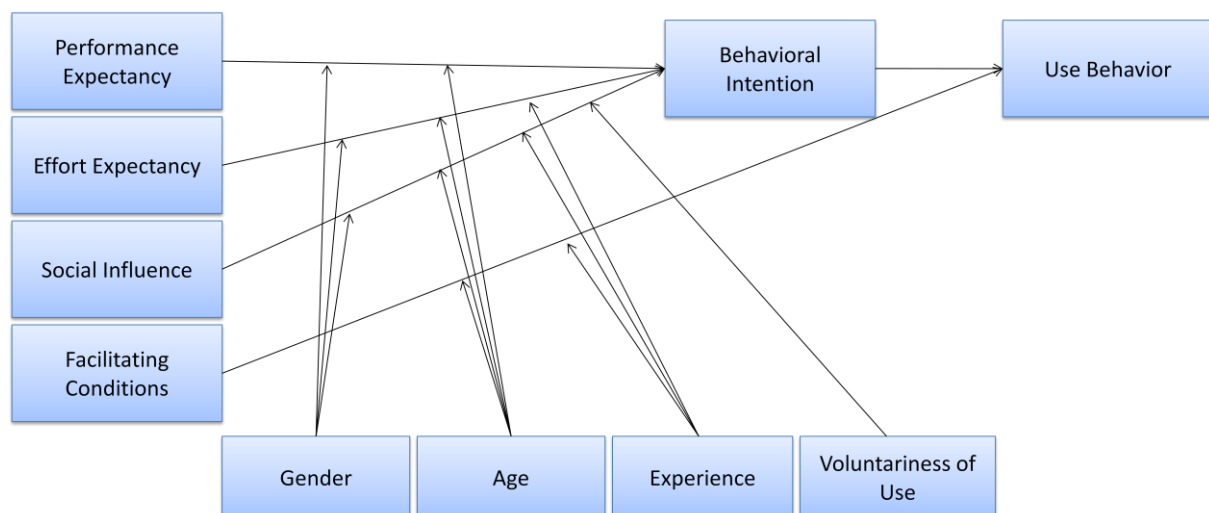 Performance
Expectancy
Behavioral
Intention
Use Behavior
Effort Expectancy
Social Influence
Facilitating
Conditions
Gender
Age
Experience
Voluntariness of
Use